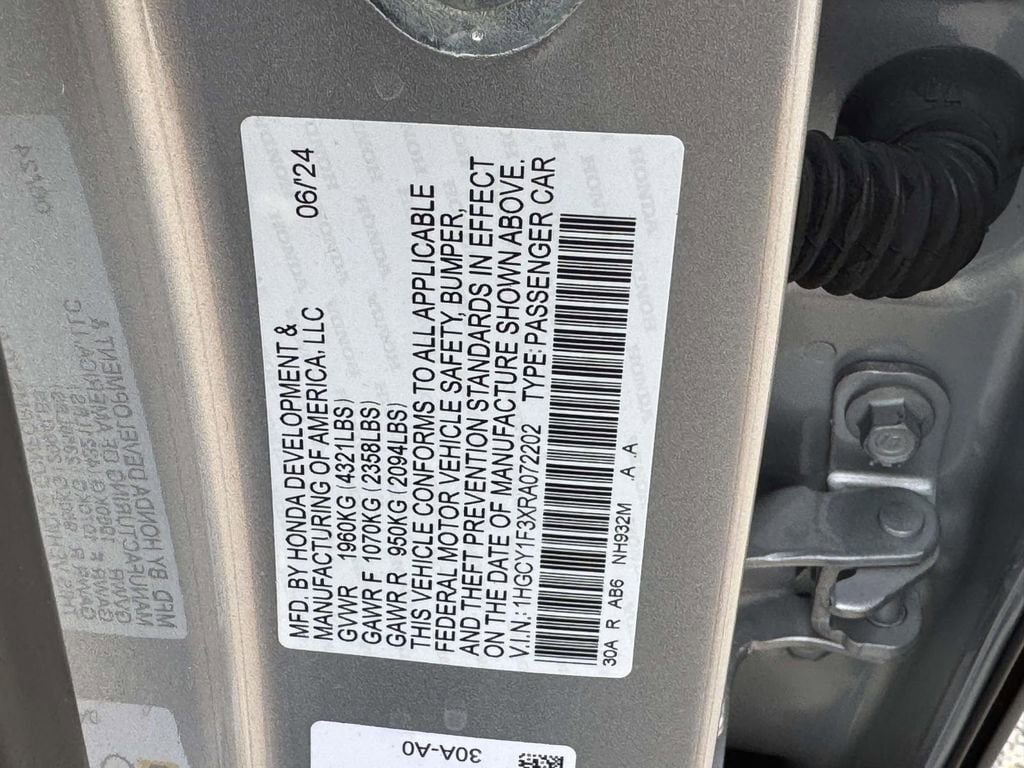 MFD. BY HONDA DEVELOPMENT &
MANUFACTURING OF AMERICA, LLC 06/'24
GVWR 1960KG (4321LBS)
GAWR F 1070KG (2358LBS)
GAWR R 950KG (2094LBS)
THIS VEHICLE CONFORMS TO ALL APPLICABLE
FEDERAL MOTOR VEHICLE SAFETY, BUMPER,
AND THEFT PREVENTION STANDARDS IN EFFECT
ON THE DATE OF MANUFACTURE SHOWN ABOVE.
V.I.N.: 1HGCY1F3XRA072202 TYPE: PASSENGER CAR
30A R AB6 NH932M .A .A
30A-A0